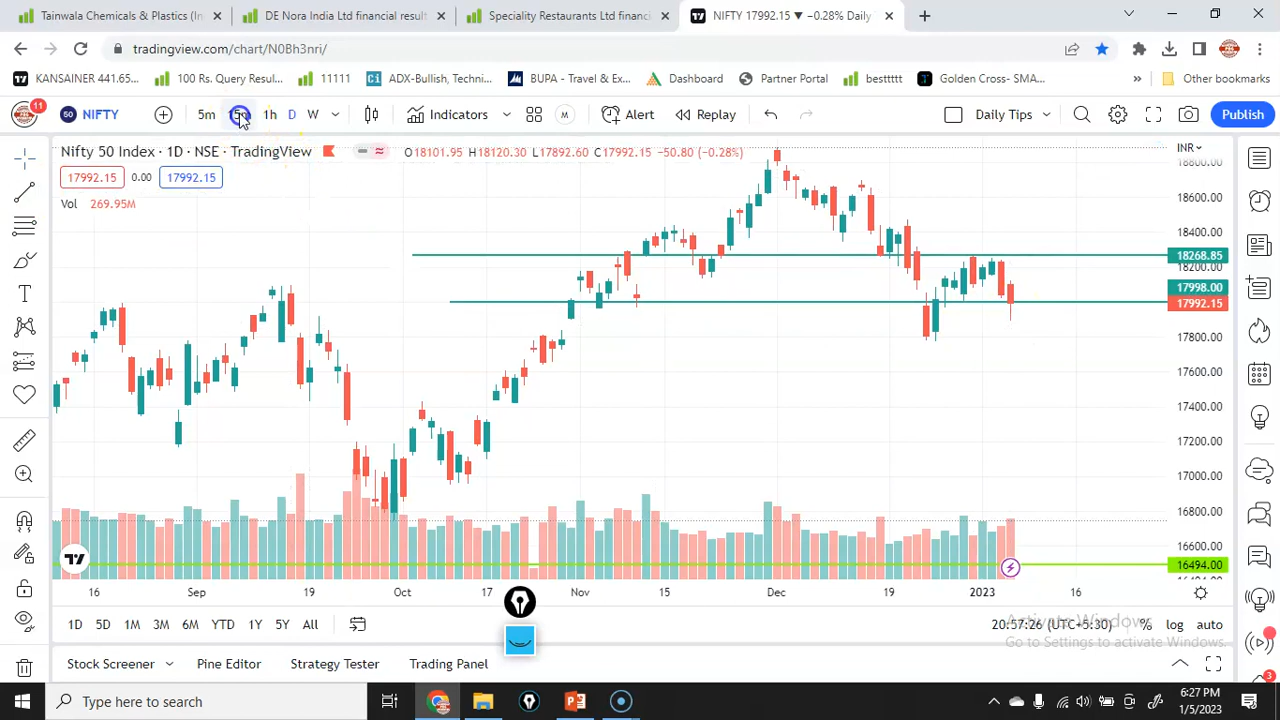 Tainwala Chemicals & Plastics (In
DE Nora India Ltd financial result
Speciality Restaurants Ltd financ
NIFTY 17992.15 ▼ −0.28% Daily
tradingview.com/chart/N0Bh3nri/
KANSAINER 441.65...
100 Rs. Query Resul...
11111
ADX-Bullish, Techni...
BUPA - Travel & Ex...
Dashboard
Partner Portal
besttttt
Golden Cross- SMA...
»
Other bookmarks
11
50
NIFTY
5m
1h
D
W
Indicators
M
Alert
Replay
Daily Tips
Publish
Nifty 50 Index · 1D · NSE · TradingView
O18101.95 H18120.30 L17892.60 C17992.15 −50.80 (−0.28%)
INR
17992.15
0.00
17992.15
Vol 269.95M
18800.00
18600.00
18400.00
18268.85
18200.00
17998.00
17992.15
17800.00
17600.00
17400.00
17200.00
17000.00
16800.00
16600.00
16494.00
16 Sep 19 Oct 17 Nov 15 Dec 19 2023 16
1D 5D 1M 3M 6M YTD 1Y 5Y All
20:57:26 (UTC+5:30)
% log auto
Activate Windows
Go to Settings to activate Windows.
Stock Screener
Pine Editor
Strategy Tester
Trading Panel
3
Type here to search
6:27 PM
1/5/2023